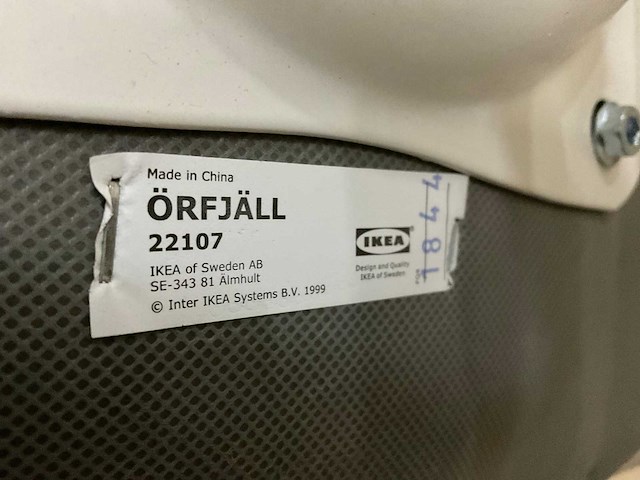 Made in China
ÖRFJÄLL
22107
IKEA of Sweden AB
SE-343 81 Älmhult
© Inter IKEA Systems B.V. 1999
IKEA
Design and Quality
IKEA of Sweden
1844